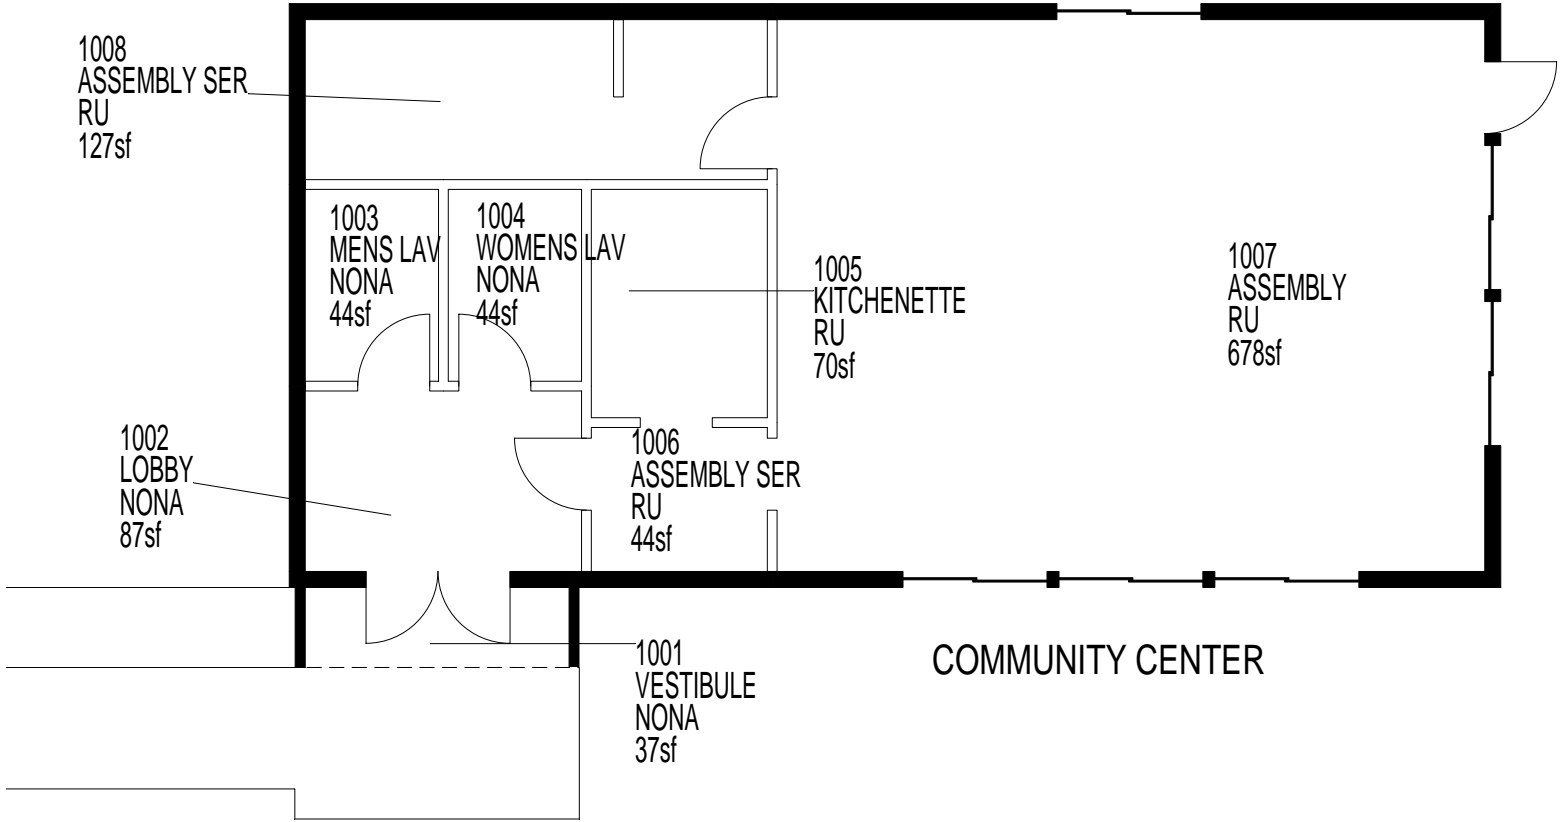 1008
ASSEMBLY SER
RU
127sf
1003
MENS LAV
NONA
44sf
1004
WOMENS LAV
NONA
44sf
1005
KITCHENETTE
RU
70sf
1007
ASSEMBLY
RU
678sf
1002
LOBBY
NONA
87sf
1006
ASSEMBLY SER
RU
44sf
1001
VESTIBULE
NONA
37sf
COMMUNITY CENTER